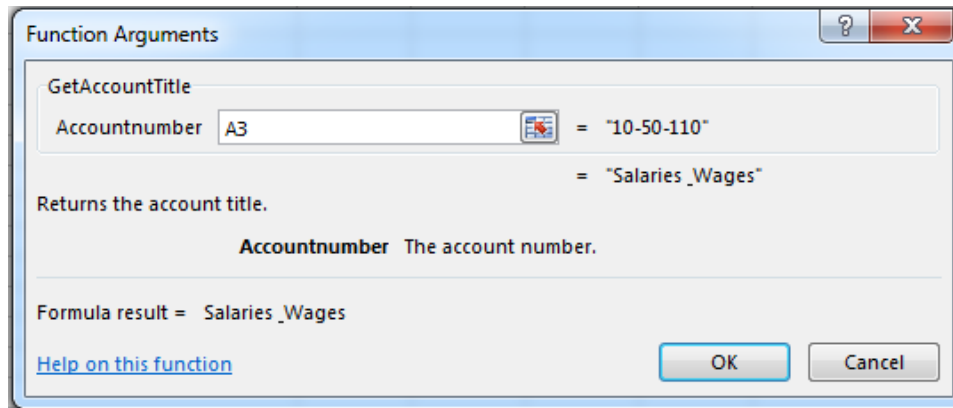 Function Arguments
?
X
GetAccountTitle
Accountnumber A3 = "10-50-110"
= "Salaries _Wages"
Returns the account title.
Accountnumber The account number.
Formula result = Salaries _Wages
Help on this function
OK Cancel